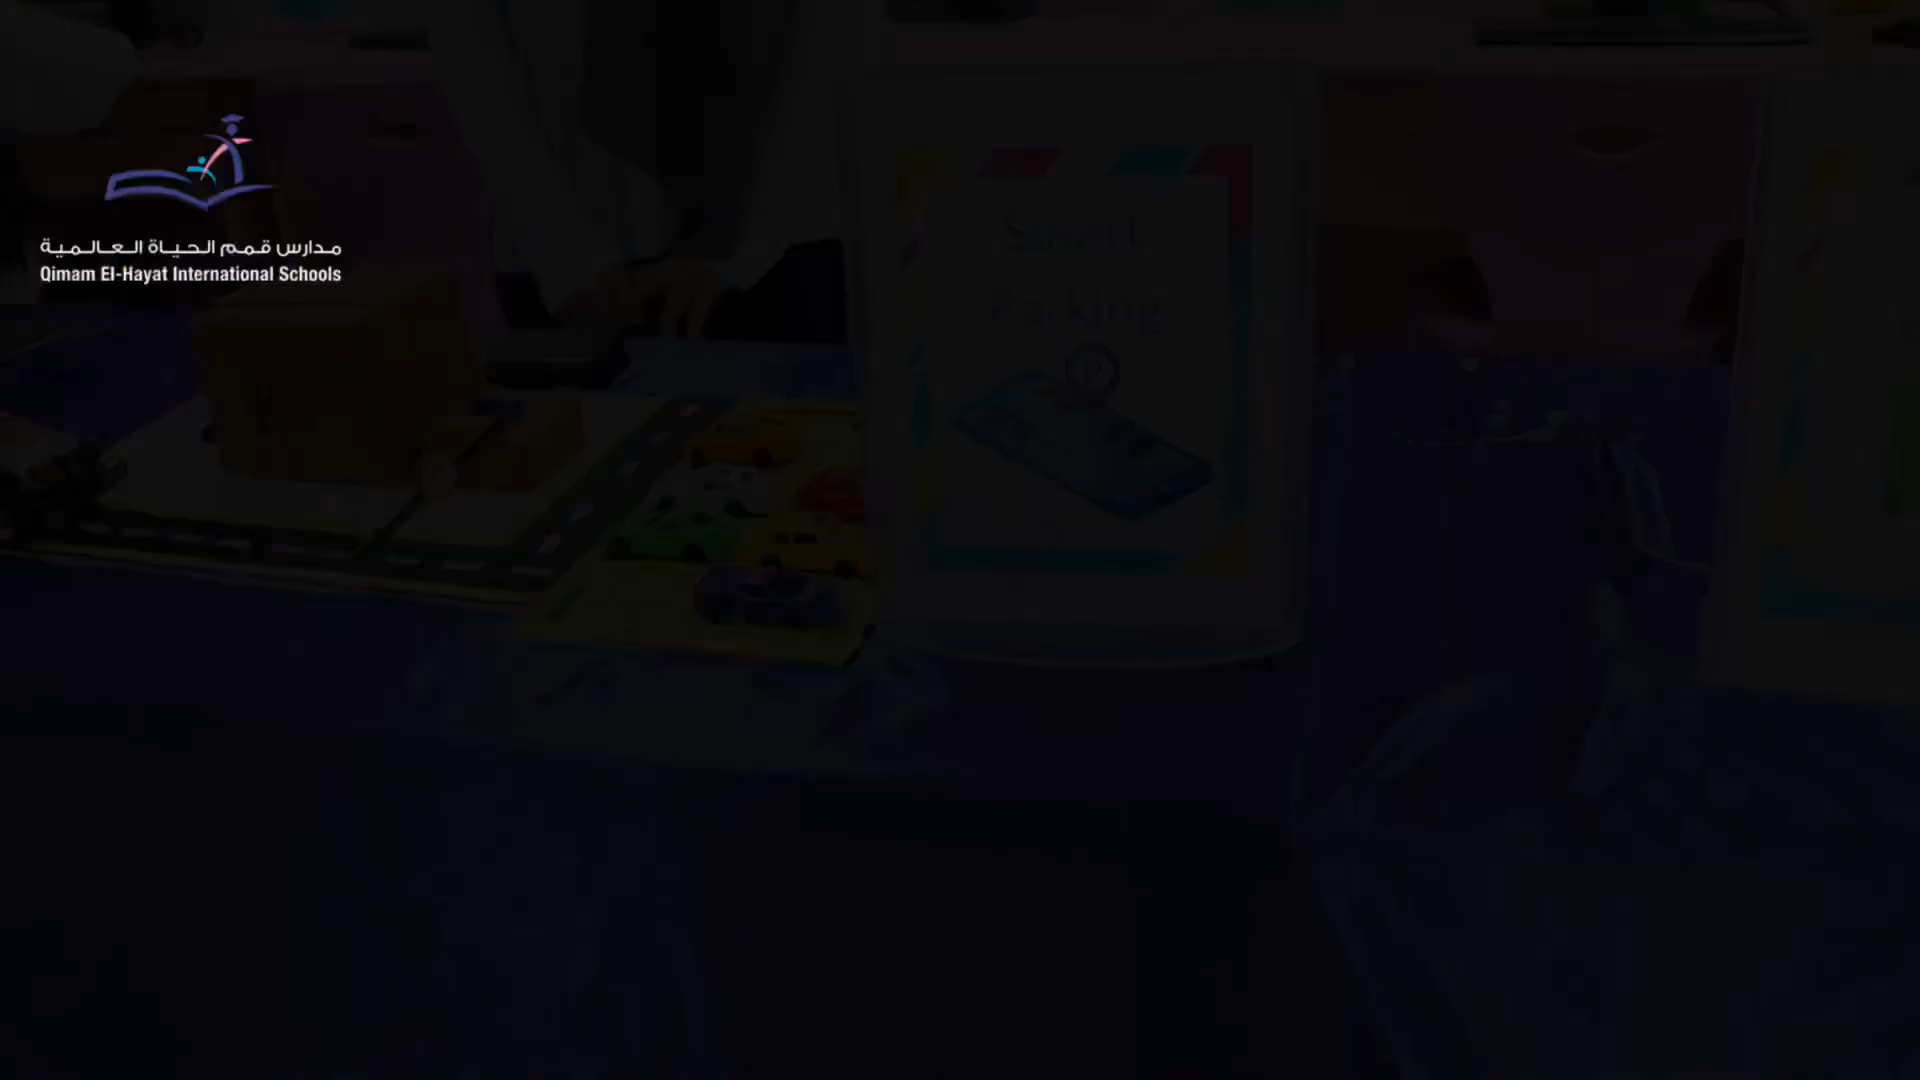 مدارس قمم الحياة العالمية
Qimam El-Hayat International Schools
Smart
Parking
P